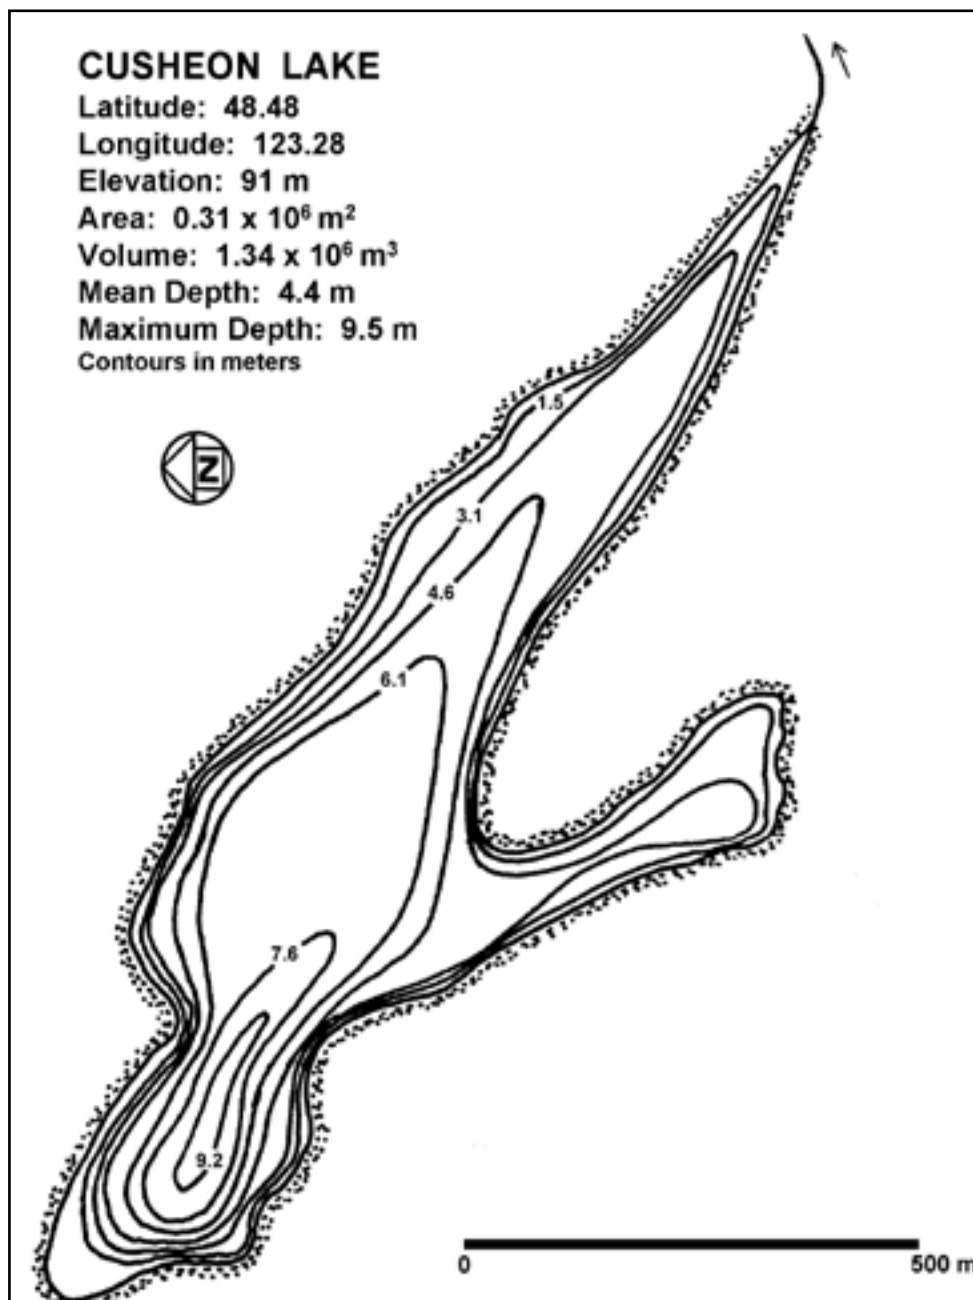 CUSHEON LAKE
Latitude: 48.48
Longitude: 123.28
Elevation: 91 m
Area: 0.31 x 10⁶ m²
Volume: 1.34 x 10⁶ m³
Mean Depth: 4.4 m
Maximum Depth: 9.5 m
Contours in meters
1.5
N
3.1
4.6
6.1
7.6
9.2
0 500 m